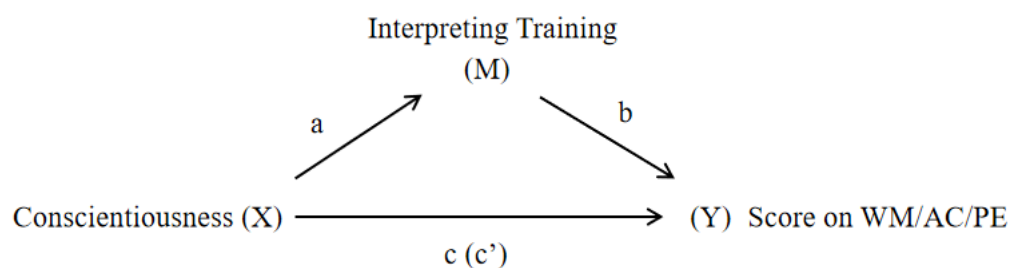 Interpreting Training
(M)
a
b
Conscientiousness (X)
(Y) Score on WM/AC/PE
c (c’)